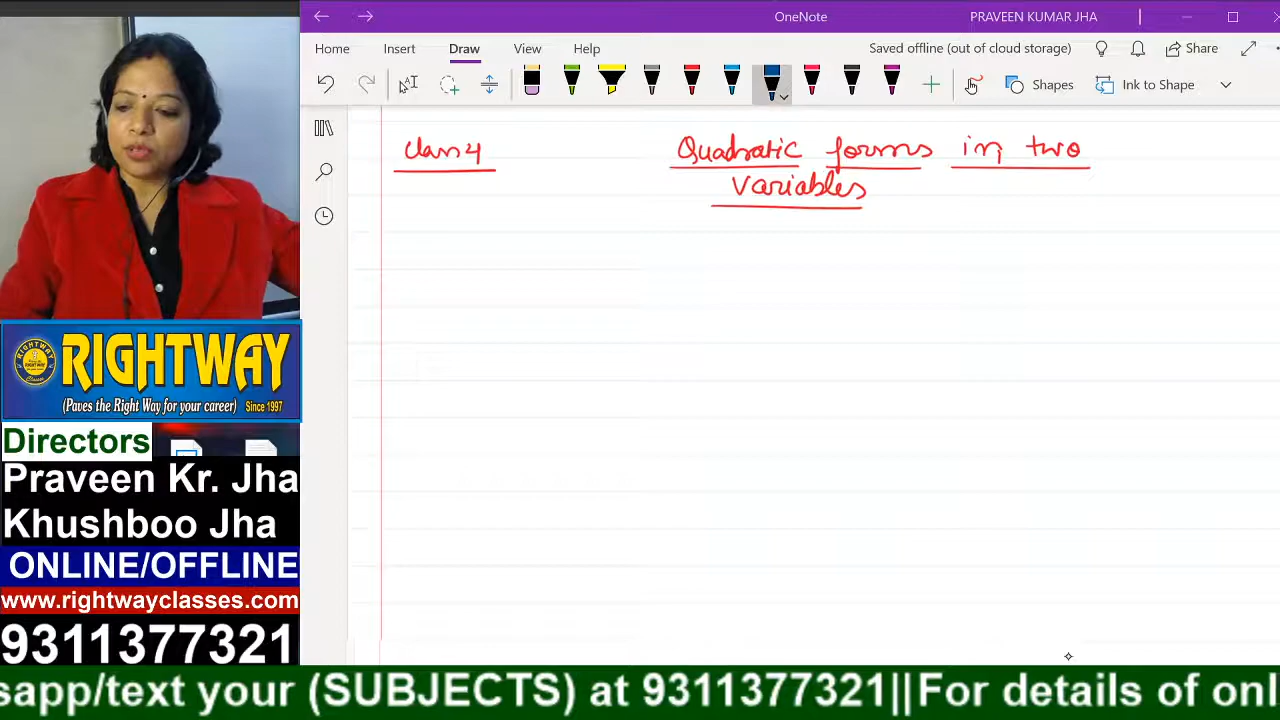 OneNote
PRAVEEN KUMAR JHA
Home Insert Draw View Help
Saved offline (out of cloud storage)
Share
Shapes
Ink to Shape
Class 4
Quadratic forms in two
variables
RIGHTWAY
RIGHTWAY
(Paves the Right Way for your career) Since 1997
Directors
Praveen Kr. Jha
Khushboo Jha
ONLINE/OFFLINE
www.rightwayclasses.com
9311377321
sapp/text your (SUBJECTS) at 9311377321||For details of onl